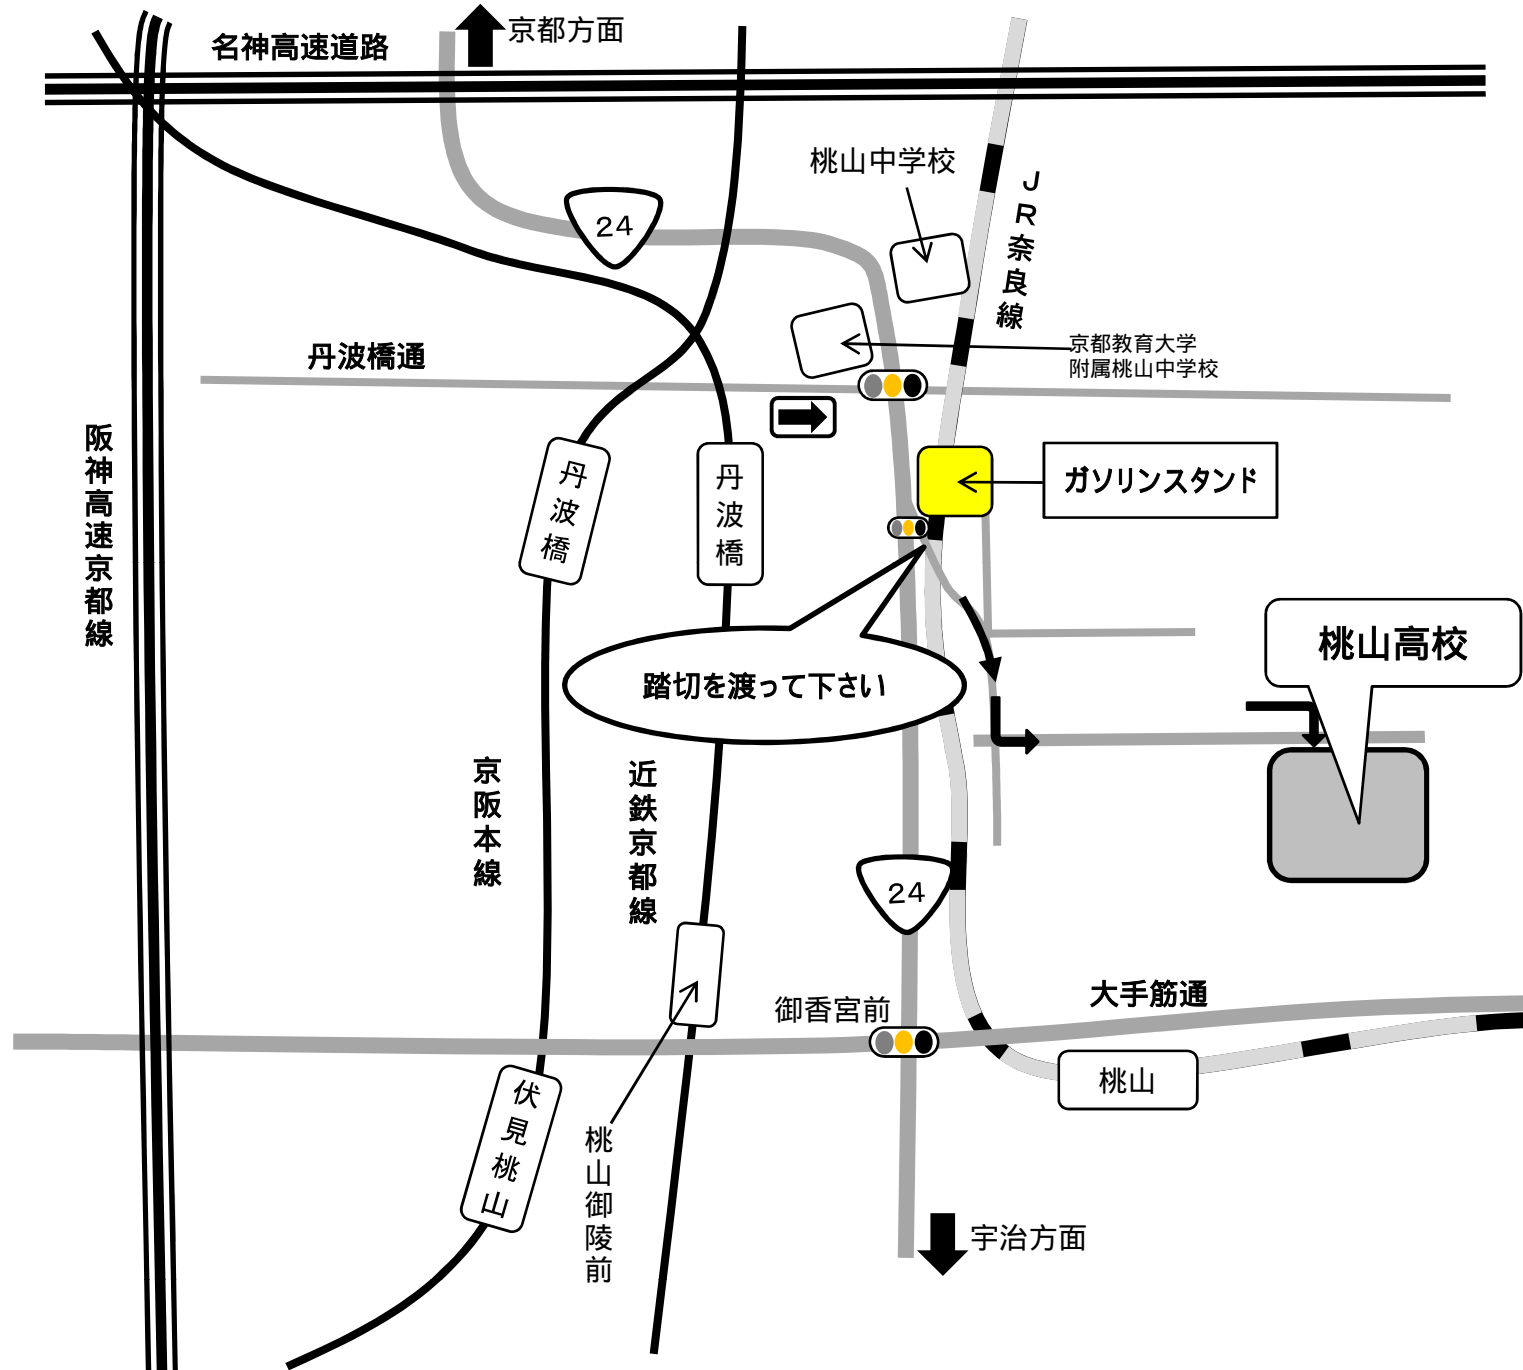 京都方面
名神高速道路
桃山中学校
24
JR奈良線
京都教育大学
附属桃山中学校
丹波橋通
阪神高速京都線
丹波橋
丹波橋
ガソリンスタンド
桃山高校
踏切を渡って下さい
京阪本線
近鉄京都線
24
大手筋通
御香宮前
桃山
伏見桃山
桃山御陵前
宇治方面